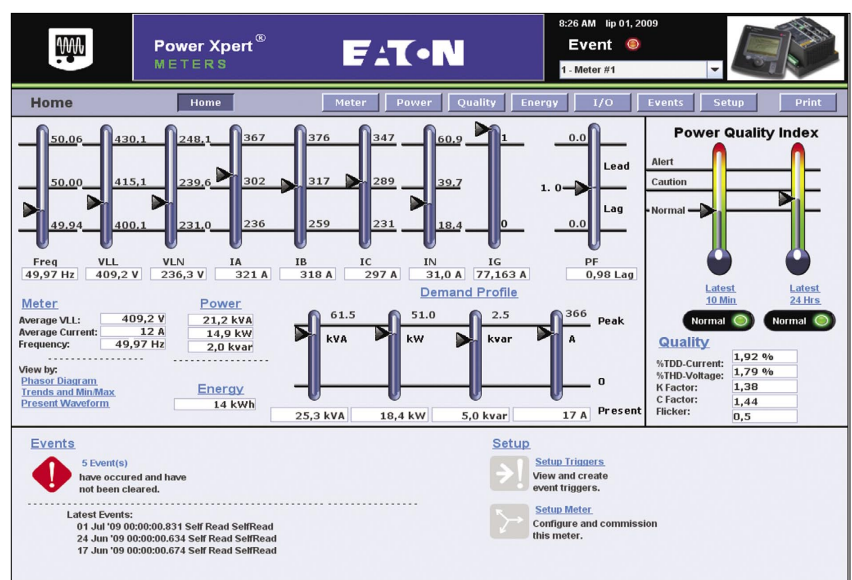 8:26 AM lip 01, 2009
Power Xpert®
METERS
EATON
Event
1 - Meter #1
Home
Home
Meter
Power
Quality
Energy
I/O
Events
Setup
Print
50.06 430,1 248,1 367 376 347 60,9 1 0.0
Lead
50.00 415,1 239,6 302 317 289 39,7 1. 0
Lag
49.94 400,1 231,0 236 259 231 18,4 0 0.0
Freq VLL VLN IA IB IC IN IG PF
49,97 Hz 409,2 V 236,3 V 321 A 318 A 297 A 31,0 A 77,163 A 0,98 Lag
Power Quality Index
Alert
Caution
Normal
Latest
10 Min
Latest
24 Hrs
Normal
Normal
Meter
Average VLL: 409,2 V
Average Current: 12 A
Frequency: 49,97 Hz
View by:
Phasor Diagram
Trends and Min/Max
Present Waveform
Power
21,2 kVA
14,9 kW
2,0 kvar
Energy
14 kWh
Demand Profile
61.5 51.0 2.5 366 Peak
kVA kW kvar A
0
25,3 kVA 18,4 kW 5,0 kvar 17 A Present
Quality
%TDD-Current: 1,92 %
%THD-Voltage: 1,79 %
K Factor: 1,38
C Factor: 1,44
Flicker: 0,5
Events
5 Event(s)
have occured and have
not been cleared.
Latest Events:
01 Jul '09 00:00:00.831 Self Read SelfRead
24 Jun '09 00:00:00.634 Self Read SelfRead
17 Jun '09 00:00:00.674 Self Read SelfRead
Setup
Setup Triggers
View and create
event triggers.
Setup Meter
Configure and commission
this meter.